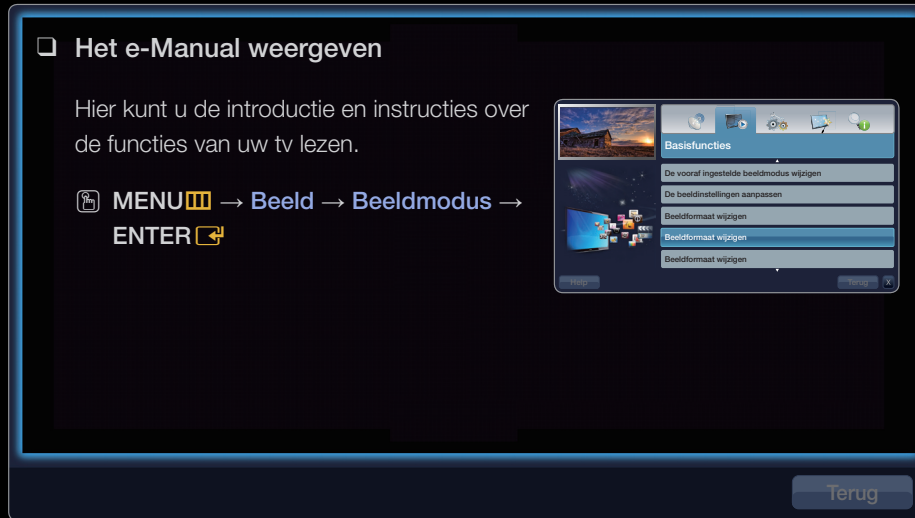 ❑ Het e-Manual weergeven
Hier kunt u de introductie en instructies over
de functies van uw tv lezen.
MENU → Beeld → Beeldmodus →
ENTER
Basisfuncties
De vooraf ingestelde beeldmodus wijzigen
De beeldinstellingen aanpassen
Beeldformaat wijzigen
Beeldformaat wijzigen
Beeldformaat wijzigen
Help
Terug X
Terug